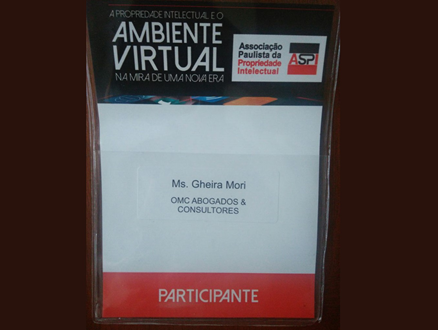 A PROPRIEDADE INTELECTUAL E O
AMBIENTE
VIRTUAL
NA MIRA DE UMA NOVA ERA
Associação
Paulista da
Propriedade
Intelectual
ASPI
Ms. Gheira Mori
OMC ABOGADOS &
CONSULTORES
PARTICIPANTE